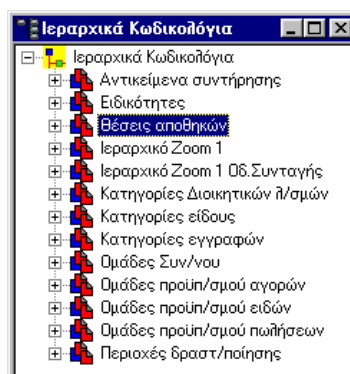 Ιεραρχικά Κωδικολόγια
Ιεραρχικά Κωδικολόγια
Αντικείμενα συντήρησης
Ειδικότητες
Θέσεις αποθηκών
Ιεραρχικό Zoom 1
Ιεραρχικό Zoom 1 Οδ.Συνταγής
Κατηγορίες Διοικητικών λ/σμών
Κατηγορίες είδους
Κατηγορίες εγγραφών
Ομάδες Συν/νου
Ομάδες προϋπ/σμού αγορών
Ομάδες προϋπ/σμού ειδών
Ομάδες προϋπ/σμού πωλήσεων
Περιοχές δραστ/ποίησης